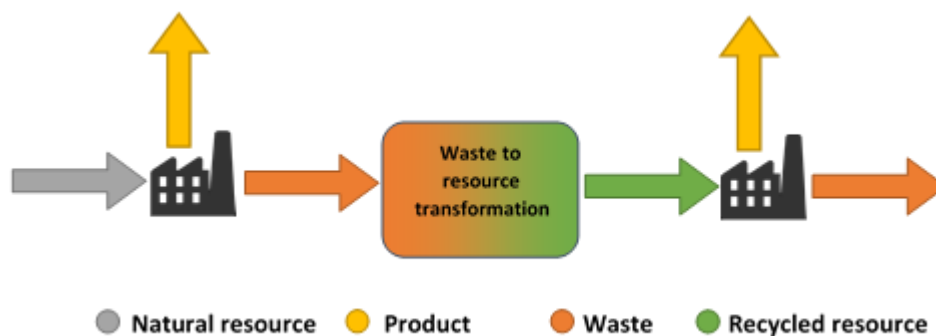 Waste to
resource
transformation
Natural resource Product Waste Recycled resource